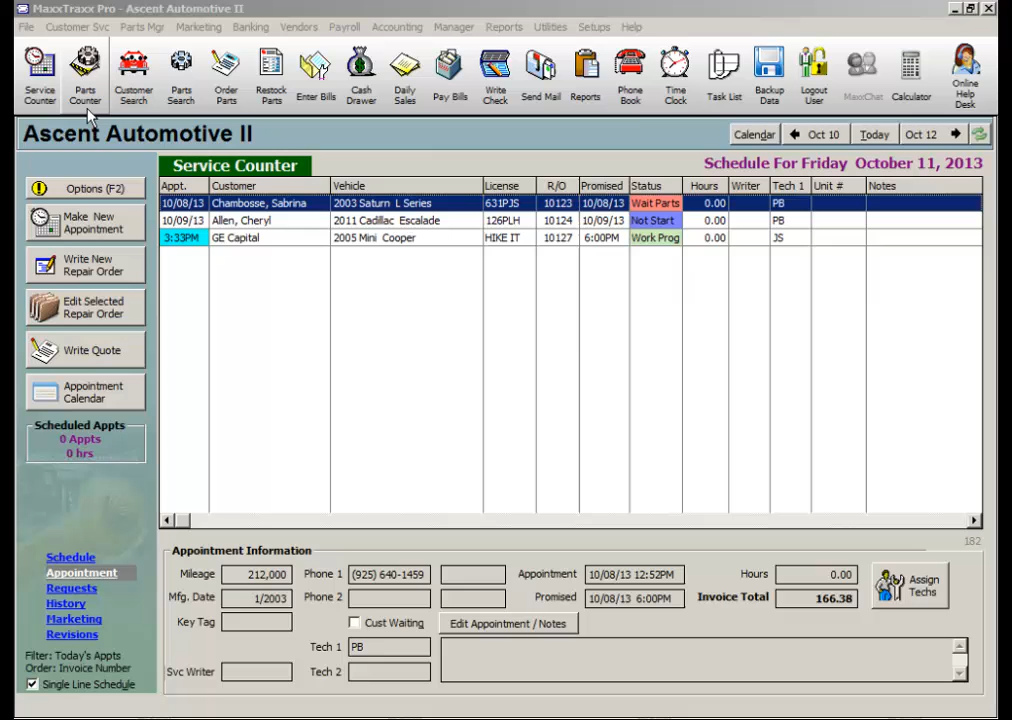 MaxxTraxx Pro - Ascent Automotive II
File Customer Svc Parts Mgr Marketing Banking Vendors Payroll Accounting Manager Reports Utilities Setups Help
Service Counter
Parts Counter
Customer Search
Parts Search
Order Parts
Restock Parts
Enter Bills
Cash Drawer
Daily Sales
Pay Bills
Write Check
Send Mail
Reports
Phone Book
Time Clock
Task List
Backup Data
Logout User
MaxxChat
Calculator
Online Help Desk
Ascent Automotive II
Calendar Oct 10 Today Oct 12
Service Counter
Schedule For Friday October 11, 2013
Options (F2)
Make New Appointment
Write New Repair Order
Edit Selected Repair Order
Write Quote
Appointment Calendar
Scheduled Appts
0 Appts
0 hrs
Appt. Customer Vehicle License R/O Promised Status Hours Writer Tech 1 Unit # Notes
10/08/13 Chambosse, Sabrina 2003 Saturn L Series 631PJS 10123 10/08/13 Wait Parts 0.00 PB
10/09/13 Allen, Cheryl 2011 Cadillac Escalade 126PLH 10124 10/09/13 Not Start 0.00 PB
3:33PM GE Capital 2005 Mini Cooper HIKE IT 10127 6:00PM Work Prog 0.00 JS
182
Schedule
Appointment
Requests
History
Marketing
Revisions
Filter: Today's Appts
Order: Invoice Number
Single Line Schedule
Appointment Information
Mileage 212,000 Phone 1 (925) 640-1459 Appointment 10/08/13 12:52PM Hours 0.00
Mfg. Date 1/2003 Phone 2 Promised 10/08/13 6:00PM Invoice Total 166.38
Assign Techs
Key Tag Cust Waiting Edit Appointment / Notes
Tech 1 PB
Svc Writer Tech 2